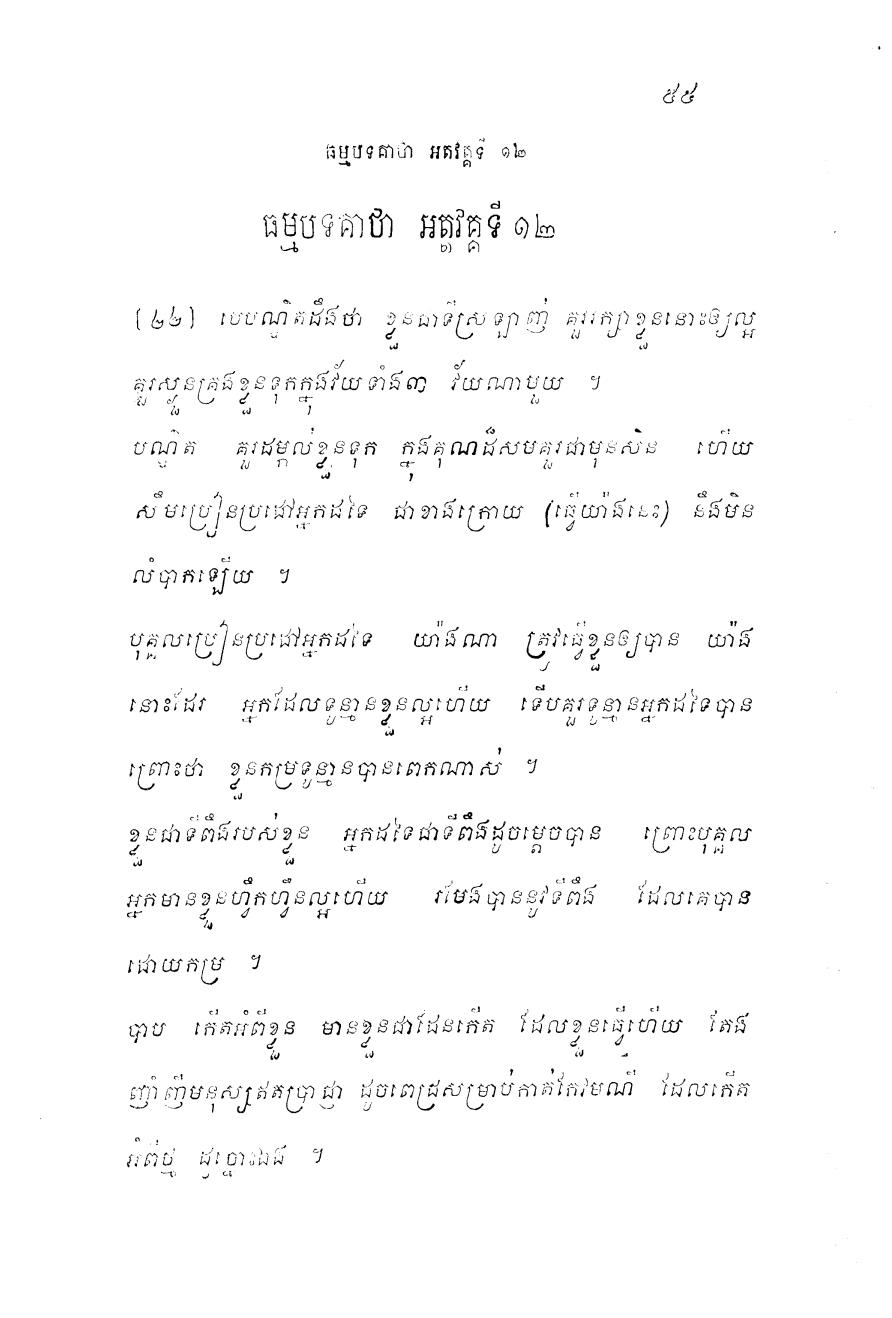 ៥៥
ធម្មបទគាថា អត្តវគ្គទី ១២
ធម្មបទគាថា អត្តវគ្គទី ១២
(២២) បេបណ្ឌិតដឹងថា ខ្លួនជាទីស្រឡាញ់ គួររក្សាខ្លួននោះឲ្យល្អ
គួរស្ងួនគ្រងខ្លួនទុកក្នុងវ័យទាំង៣ វ័យណាមួយ ។
បណ្ឌិត គួរដម្កល់ខ្លួនទុក ក្នុងគុណដ៏សមគួរជាមុនសិន ហើយ
សឹមប្រៀនប្រដៅអ្នកដទៃ ជាខាងក្រោយ (ធ្វើយ៉ាងនេះ) នឹងមិន
លំបាកឡើយ ។
បុគ្គលប្រៀនប្រដៅអ្នកដទៃ យ៉ាងណា ត្រូវធ្វើខ្លួនឲ្យបាន យ៉ាង
នោះដែរ អ្នកដែលទូន្មានខ្លួនល្អហើយ ទើបគួរទូន្មានអ្នកដទៃបាន
ព្រោះថា ខ្លួនកម្រទូន្មានបានពេកណាស់ ។
ខ្លួនជាទីពឹងរបស់ខ្លួន អ្នកដទៃជាទីពឹងដូចម្តេចបាន ព្រោះបុគ្គល
អ្នកមានខ្លួនហ្វឹកហ្វឺនល្អហើយ រមែងបាននូវទីពឹង ដែលគេបាន
ដោយកម្រ ។
បាប កើតអំពីខ្លួន មានខ្លួនជាដែនកើត ដែលខ្លួនធ្វើហើយ តែង
ញាំញីមនុស្សឥតប្រាជ្ញា ដូចពេជ្រសម្រាប់កាត់កែវមណី ដែលកើត
អំពីថ្ម ដូច្នោះឯង ។